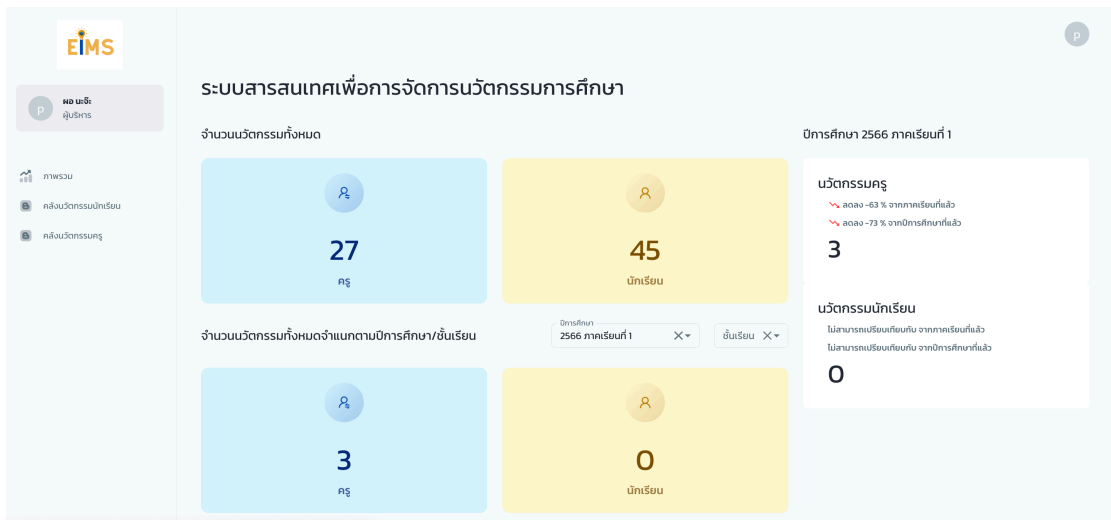 EiMS
p
p
ผอ นะจ๊ะ
ผู้บริหาร
ภาพรวม
คลังนวัตกรรมนักเรียน
คลังนวัตกรรมครู
ระบบสารสนเทศเพื่อการจัดการนวัตกรรมการศึกษา
จำนวนนวัตกรรมทั้งหมด
27
ครู
45
นักเรียน
จำนวนนวัตกรรมทั้งหมดจำแนกตามปีการศึกษา/ชั้นเรียน
ปีการศึกษา
2566 ภาคเรียนที่ 1
ชั้นเรียน
3
ครู
0
นักเรียน
ปีการศึกษา 2566 ภาคเรียนที่ 1
นวัตกรรมครู
ลดลง -63 % จากภาคเรียนที่แล้ว
ลดลง -73 % จากปีการศึกษาที่แล้ว
3
นวัตกรรมนักเรียน
ไม่สามารถเปรียบเทียบกับ จากภาคเรียนที่แล้ว
ไม่สามารถเปรียบเทียบกับ จากปีการศึกษาที่แล้ว
0